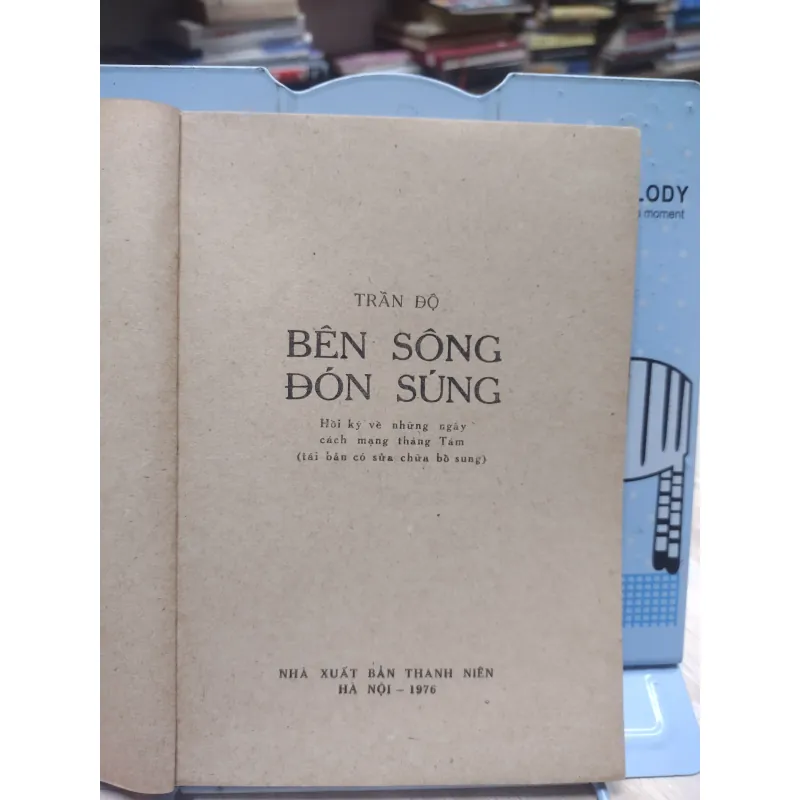 TRẦN ĐỘ
BÊN SÔNG
ĐÓN SÚNG
Hồi ký về những ngày
cách mạng tháng Tám
(tái bản có sửa chữa bổ sung)
NHÀ XUẤT BẢN THANH NIÊN
HÀ NỘI – 1976
LODY
moment